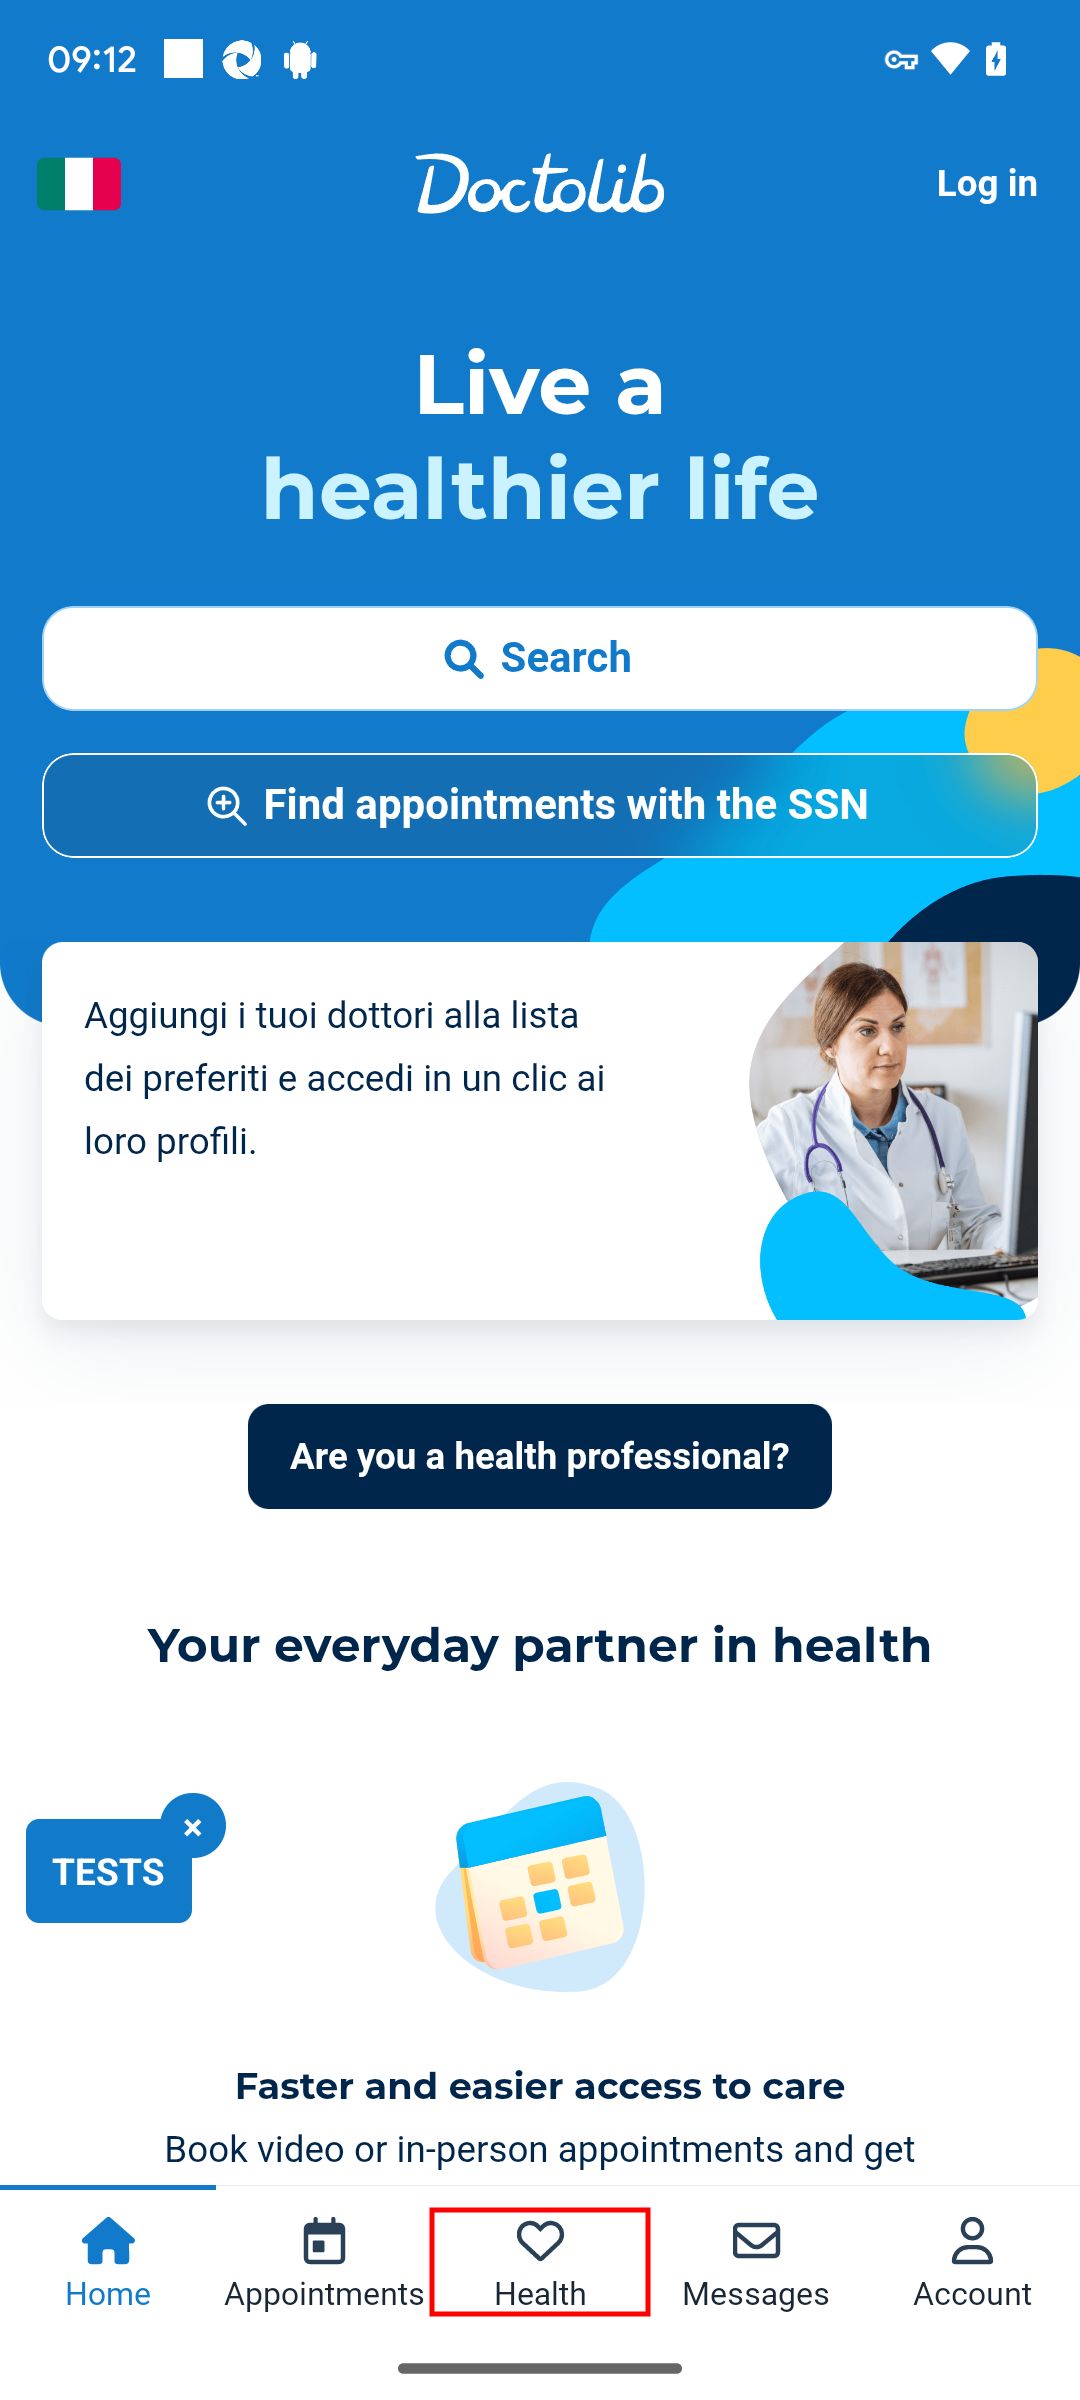 09:12
Doctolib
Log in
Live a
healthier life
Search
Find appointments with the SSN
Aggiungi i tuoi dottori alla lista
dei preferiti e accedi in un clic ai
loro profili.
Are you a health professional?
Your everyday partner in health
TESTS
Faster and easier access to care
Book video or in-person appointments and get
Home
Appointments
Health
Messages
Account